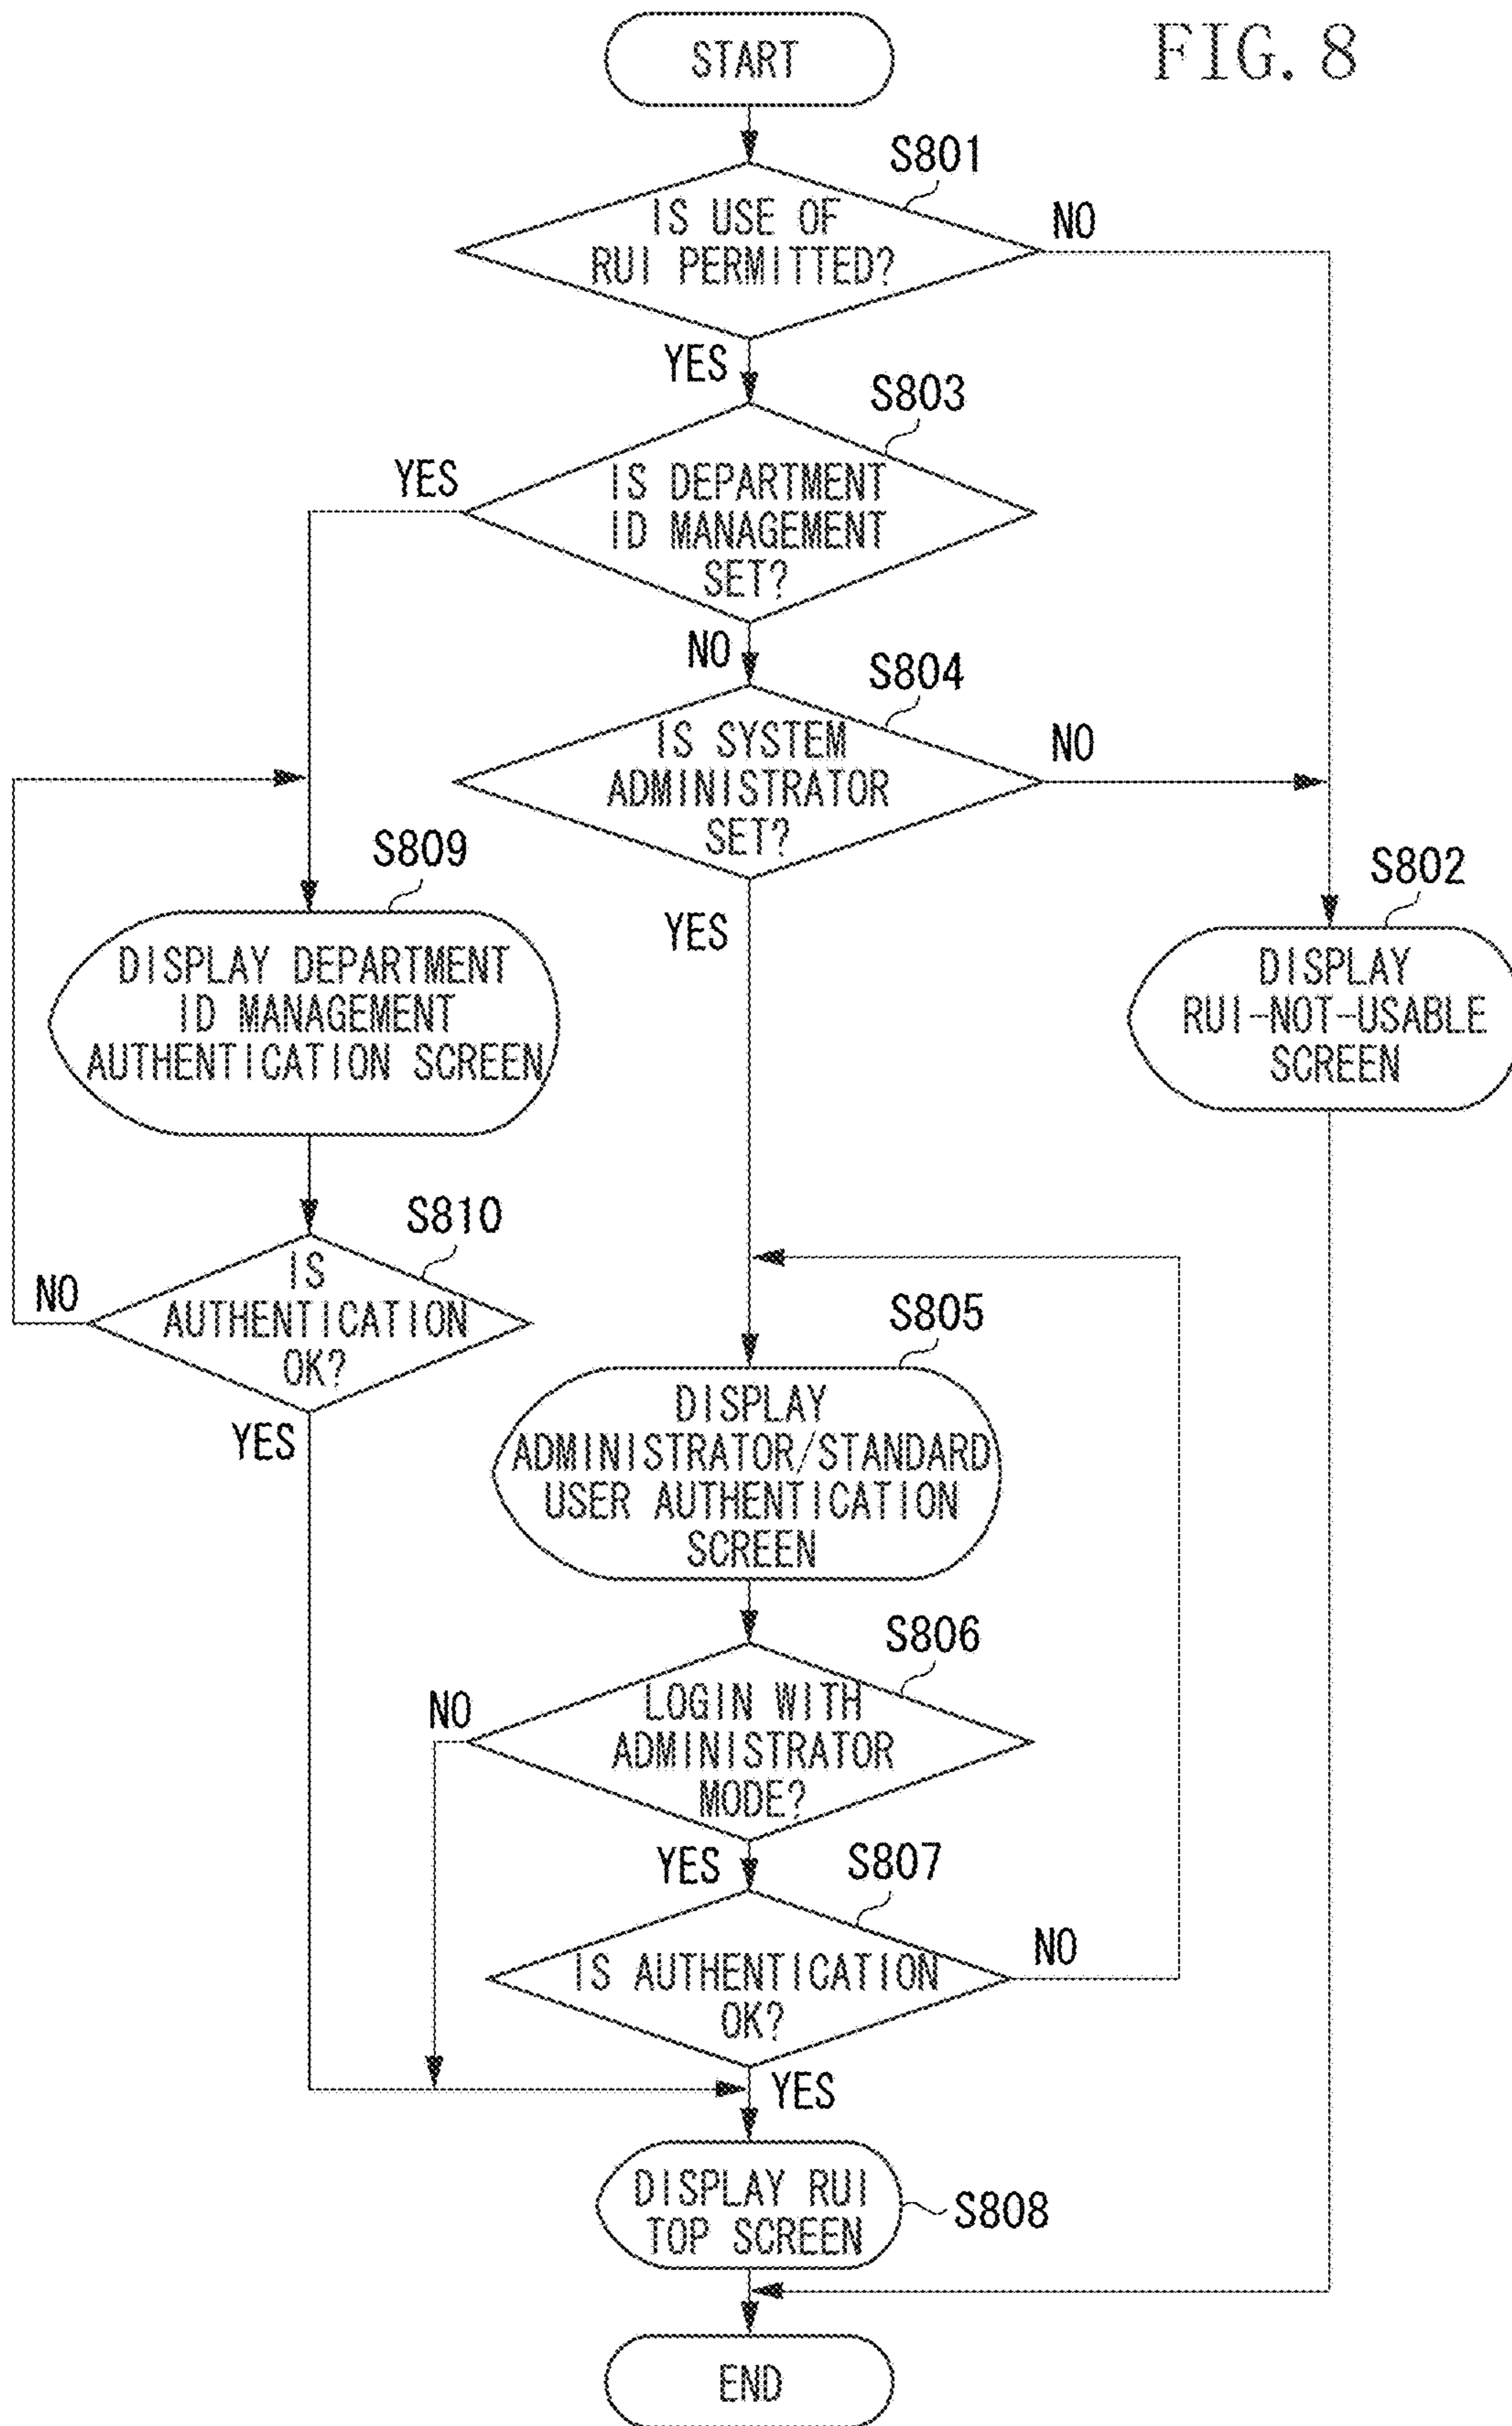 FIG. 8
START
S801
IS USE OF
RUI PERMITTED?
NO
YES
S803
IS DEPARTMENT
ID MANAGEMENT
SET?
YES
NO
S804
IS SYSTEM
ADMINISTRATOR
SET?
NO
YES
S809
DISPLAY DEPARTMENT
ID MANAGEMENT
AUTHENTICATION SCREEN
S802
DISPLAY
RUI-NOT-USABLE
SCREEN
S810
IS
AUTHENTICATION
OK?
NO
YES
S805
DISPLAY
ADMINISTRATOR/STANDARD
USER AUTHENTICATION
SCREEN
S806
LOGIN WITH
ADMINISTRATOR
MODE?
NO
YES
S807
IS AUTHENTICATION
OK?
NO
YES
DISPLAY RUI
TOP SCREEN
S808
END